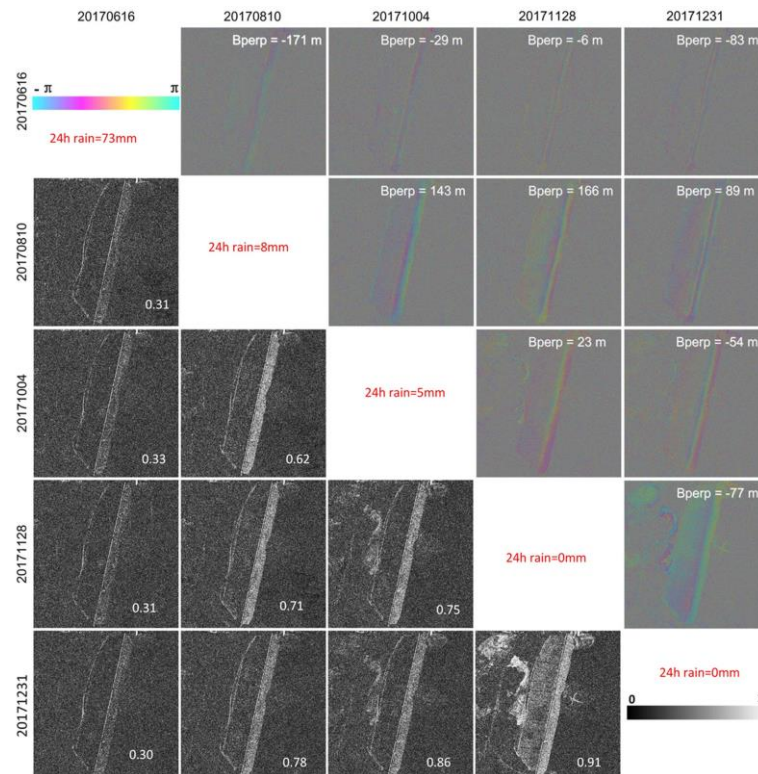 20170616 20170810 20171004 20171128 20171231
20170616
- π π
24h rain=73mm
Bperp = -171 m
Bperp = -29 m
Bperp = -6 m
Bperp = -83 m
20170810
0.31
24h rain=8mm
Bperp = 143 m
Bperp = 166 m
Bperp = 89 m
20171004
0.33
0.62
24h rain=5mm
Bperp = 23 m
Bperp = -54 m
20171128
0.31
0.71
0.75
24h rain=0mm
Bperp = -77 m
20171231
0.30
0.78
0.86
0.91
24h rain=0mm
0